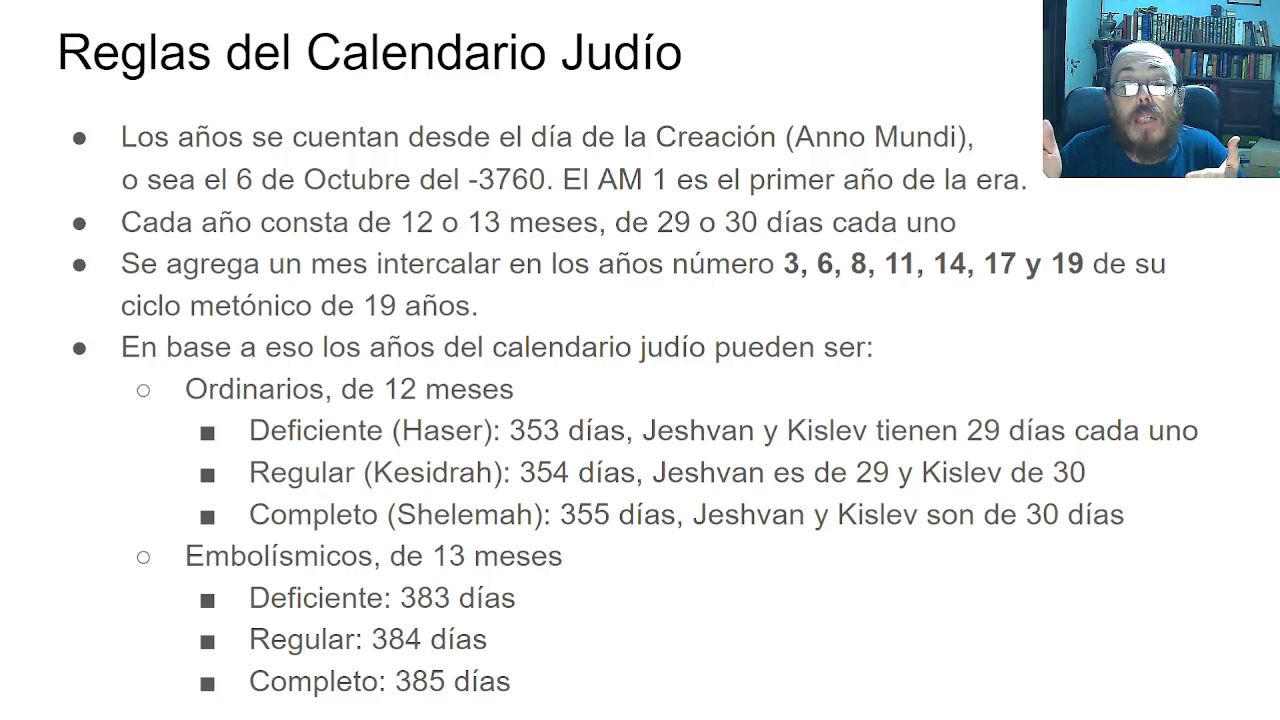 Reglas del Calendario Judío
● Los años se cuentan desde el día de la Creación (Anno Mundi),
o sea el 6 de Octubre del -3760. El AM 1 es el primer año de la era.
● Cada año consta de 12 o 13 meses, de 29 o 30 días cada uno
● Se agrega un mes intercalar en los años número 3, 6, 8, 11, 14, 17 y 19 de su
ciclo metónico de 19 años.
● En base a eso los años del calendario judío pueden ser:
○ Ordinarios, de 12 meses
■ Deficiente (Haser): 353 días, Jeshvan y Kislev tienen 29 días cada uno
■ Regular (Kesidrah): 354 días, Jeshvan es de 29 y Kislev de 30
■ Completo (Shelemah): 355 días, Jeshvan y Kislev son de 30 días
○ Embolísmicos, de 13 meses
■ Deficiente: 383 días
■ Regular: 384 días
■ Completo: 385 días